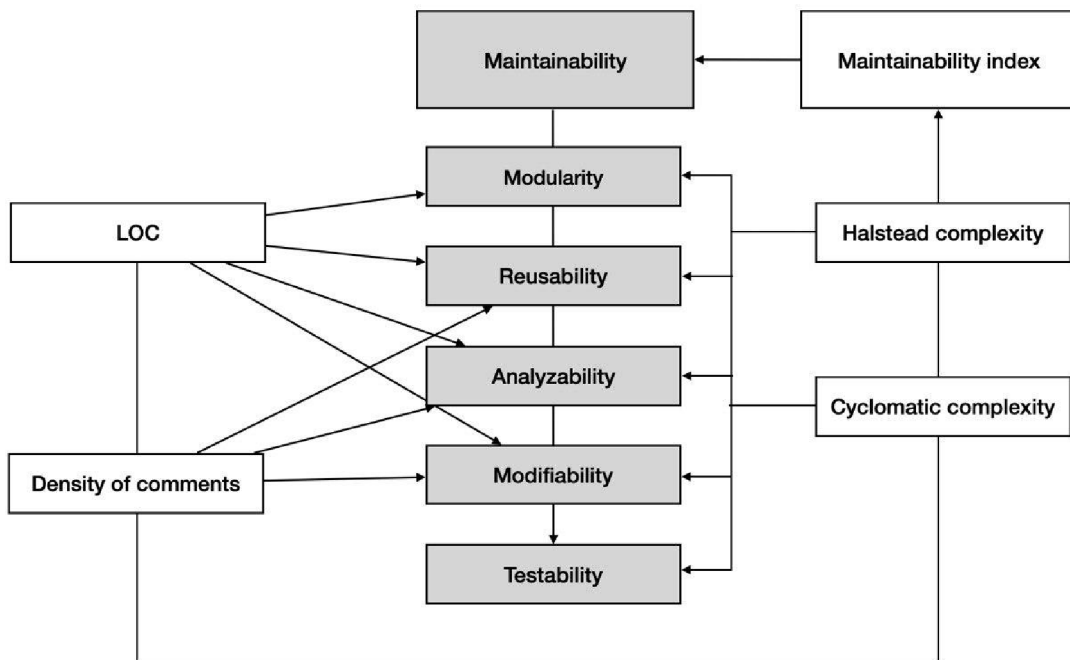 Maintainability
Maintainability index
Modularity
LOC
Halstead complexity
Reusability
Analyzability
Cyclomatic complexity
Modifiability
Density of comments
Testability